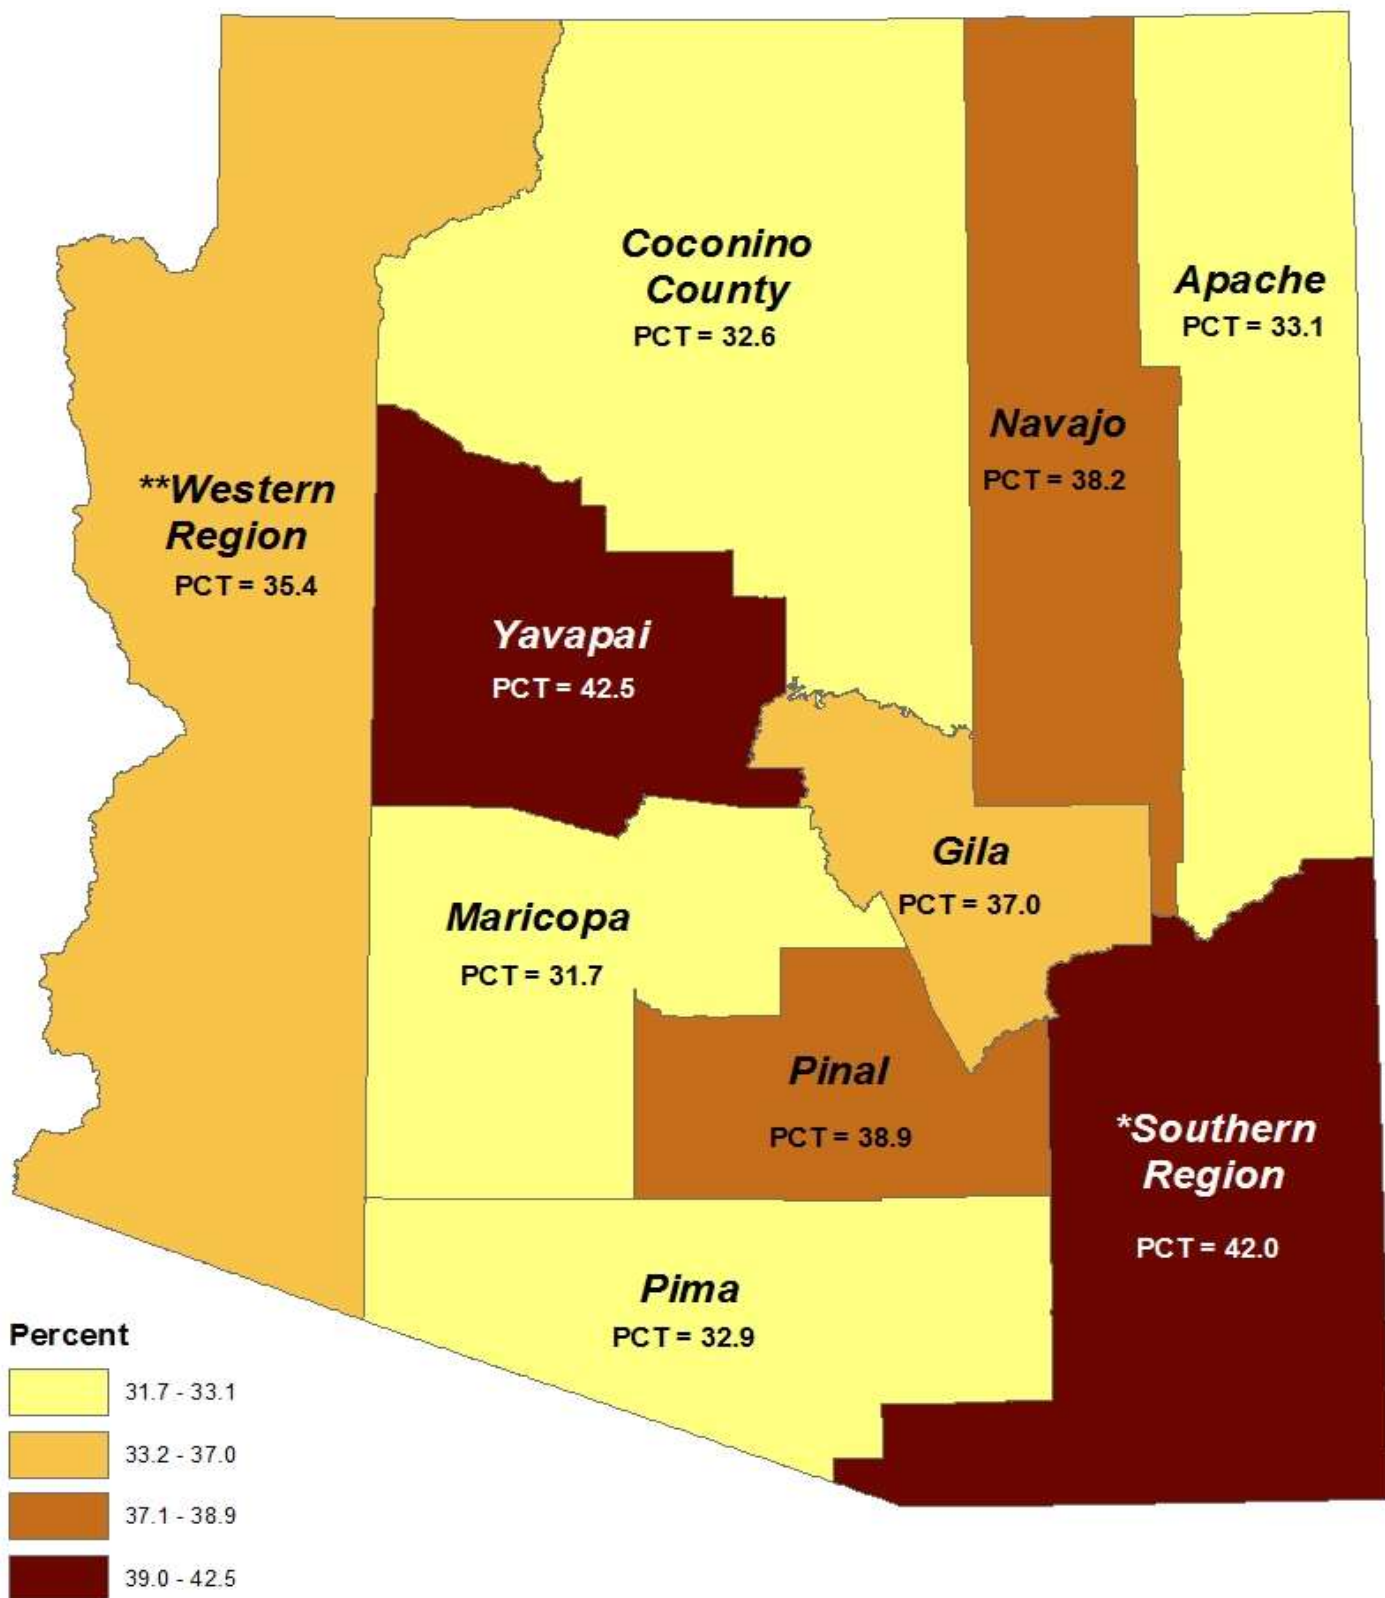 Coconino
County
PCT = 32.6
Apache
PCT = 33.1
Navajo
PCT = 38.2
**Western
Region
PCT = 35.4
Yavapai
PCT = 42.5
Gila
PCT = 37.0
Maricopa
PCT = 31.7
Pinal
PCT = 38.9
*Southern
Region
PCT = 42.0
Pima
PCT = 32.9
Percent
31.7 - 33.1
33.2 - 37.0
37.1 - 38.9
39.0 - 42.5